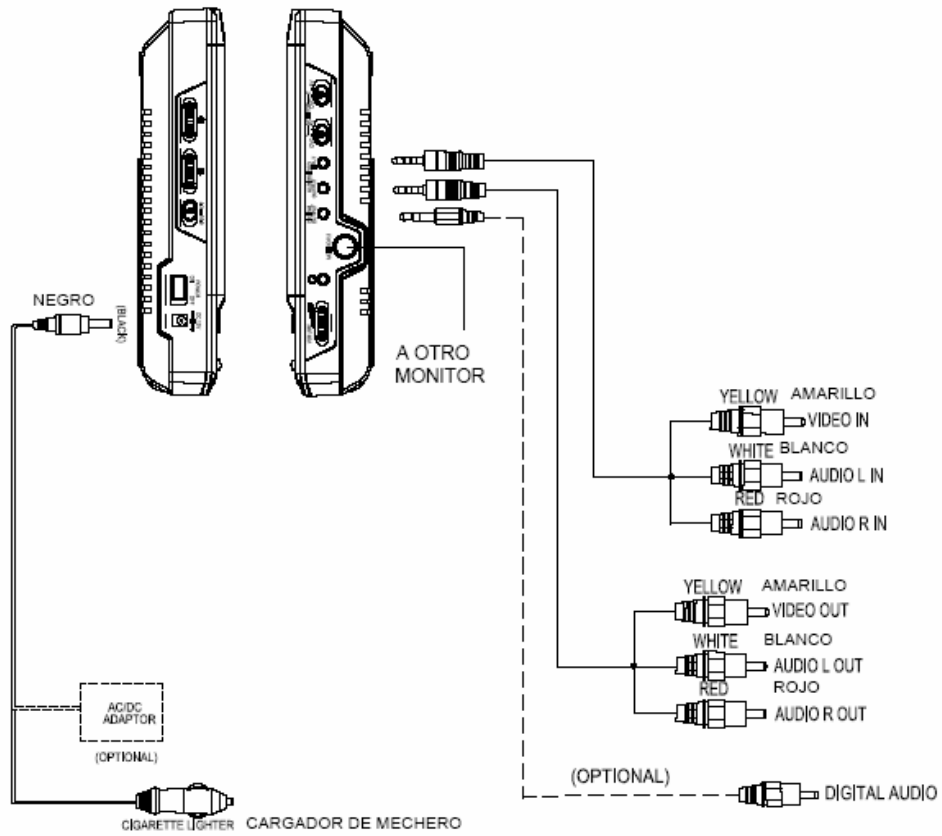 NEGRO
(BLACK)
POWER
A OTRO
MONITOR
YELLOW AMARILLO
VIDEO IN
WHITE BLANCO
AUDIO L IN
RED ROJO
AUDIO R IN
YELLOW AMARILLO
VIDEO OUT
WHITE BLANCO
AUDIO L OUT
RED ROJO
AUDIO R OUT
AC/DC
ADAPTOR
(OPTIONAL)
(OPTIONAL)
DIGITAL AUDIO
CIGARETTE LIGHTER CARGADOR DE MECHERO